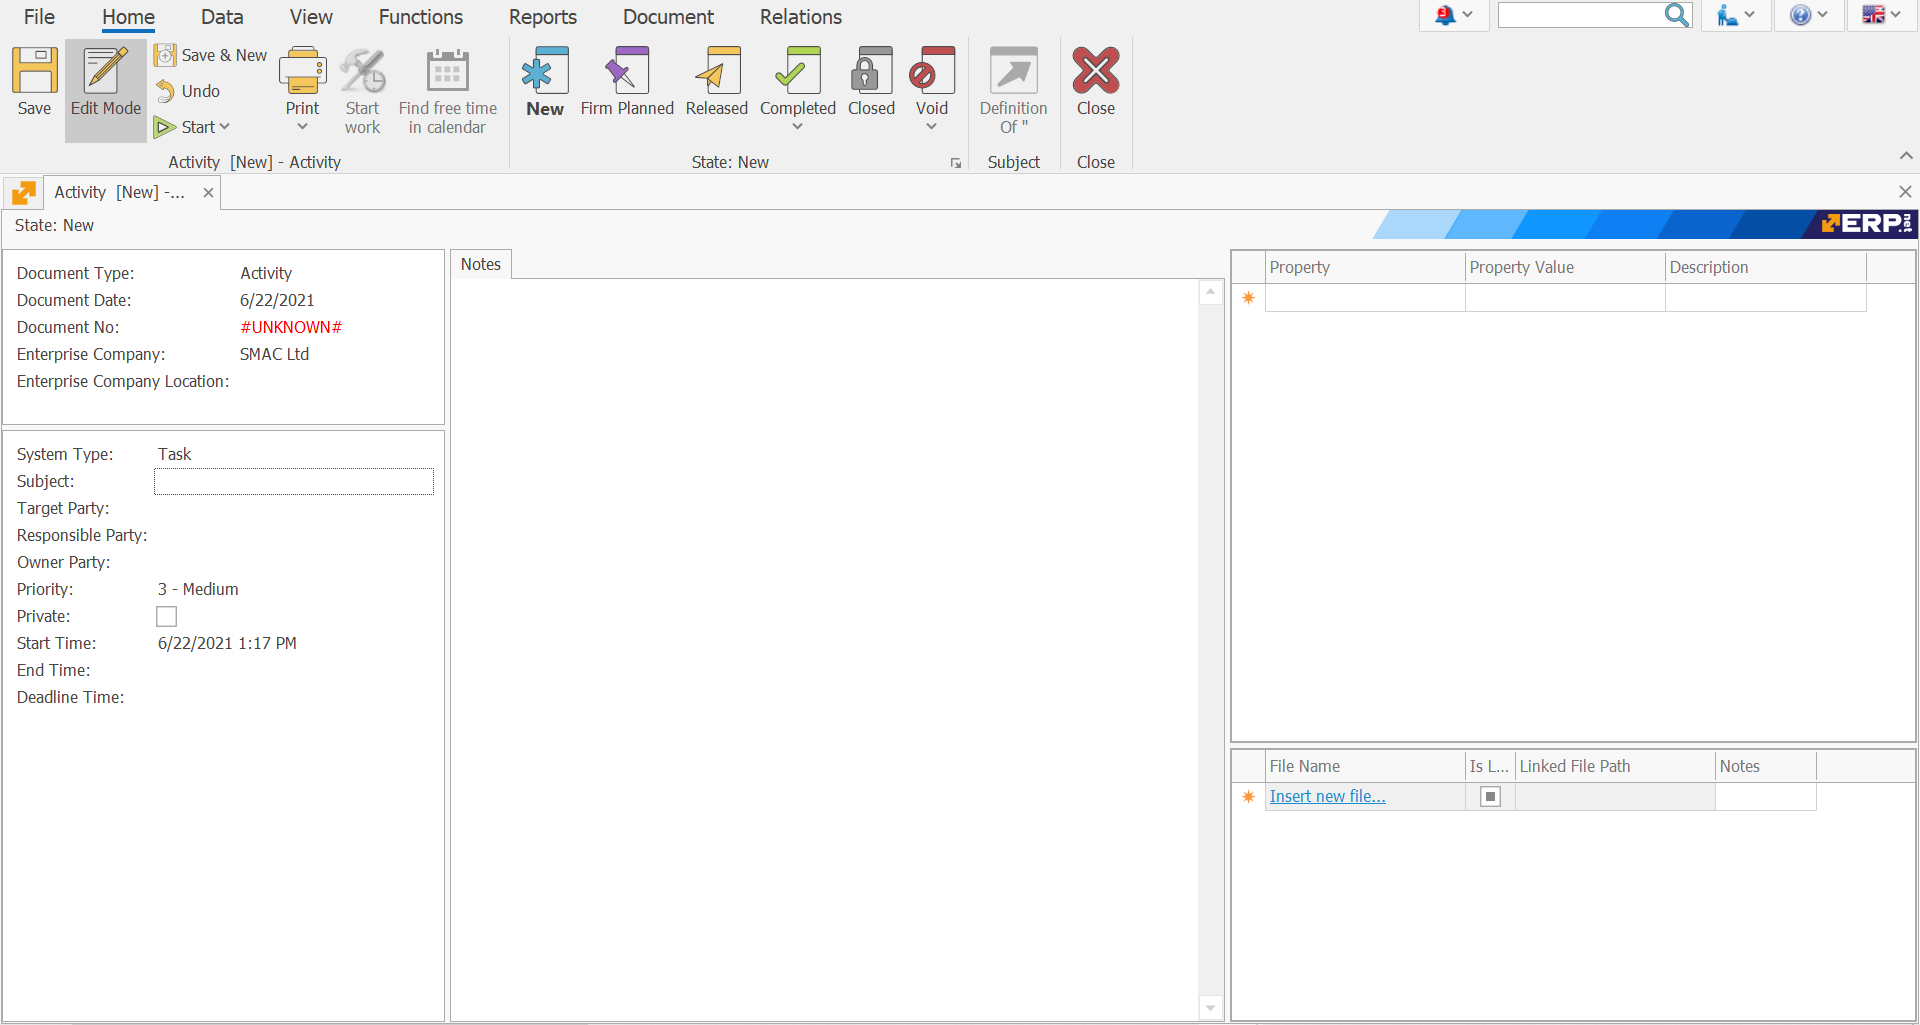 File Home Data View Functions Reports Document Relations
3
Save
Edit Mode
Save & New
Undo
Start
Print
Start work
Find free time in calendar
Activity [New] - Activity
New
Firm Planned
Released
Completed
Closed
Void
State: New
Definition Of "
Subject
Close
Close
Activity [New] -...
State: New
ERP.net
Document Type: Activity
Document Date: 6/22/2021
Document No: #UNKNOWN#
Enterprise Company: SMAC Ltd
Enterprise Company Location:
System Type: Task
Subject:
Target Party:
Responsible Party:
Owner Party:
Priority: 3 - Medium
Private:
Start Time: 6/22/2021 1:17 PM
End Time:
Deadline Time:
Notes
Property Property Value Description
File Name Is L... Linked File Path Notes
Insert new file...